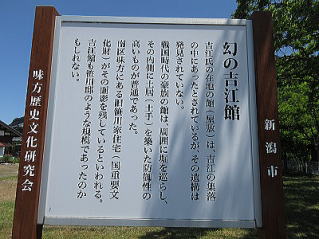 幻の吉江館
吉江氏の在地の館(居館)は、吉江の集落
の中にあったとされているが、その遺構は
発見されていない。
戦国時代の豪族の館は、周囲に堀を巡らし、
その内側に土居(土手)を築いた防御性の
高いものが普通であった。
南区味方にある旧笹川家住宅(国重要文
化財)がその面影を残しているといわれる。
吉江館も笹川邸のような規模であったのか
もしれない。
新潟市
味方歴史文化研究会